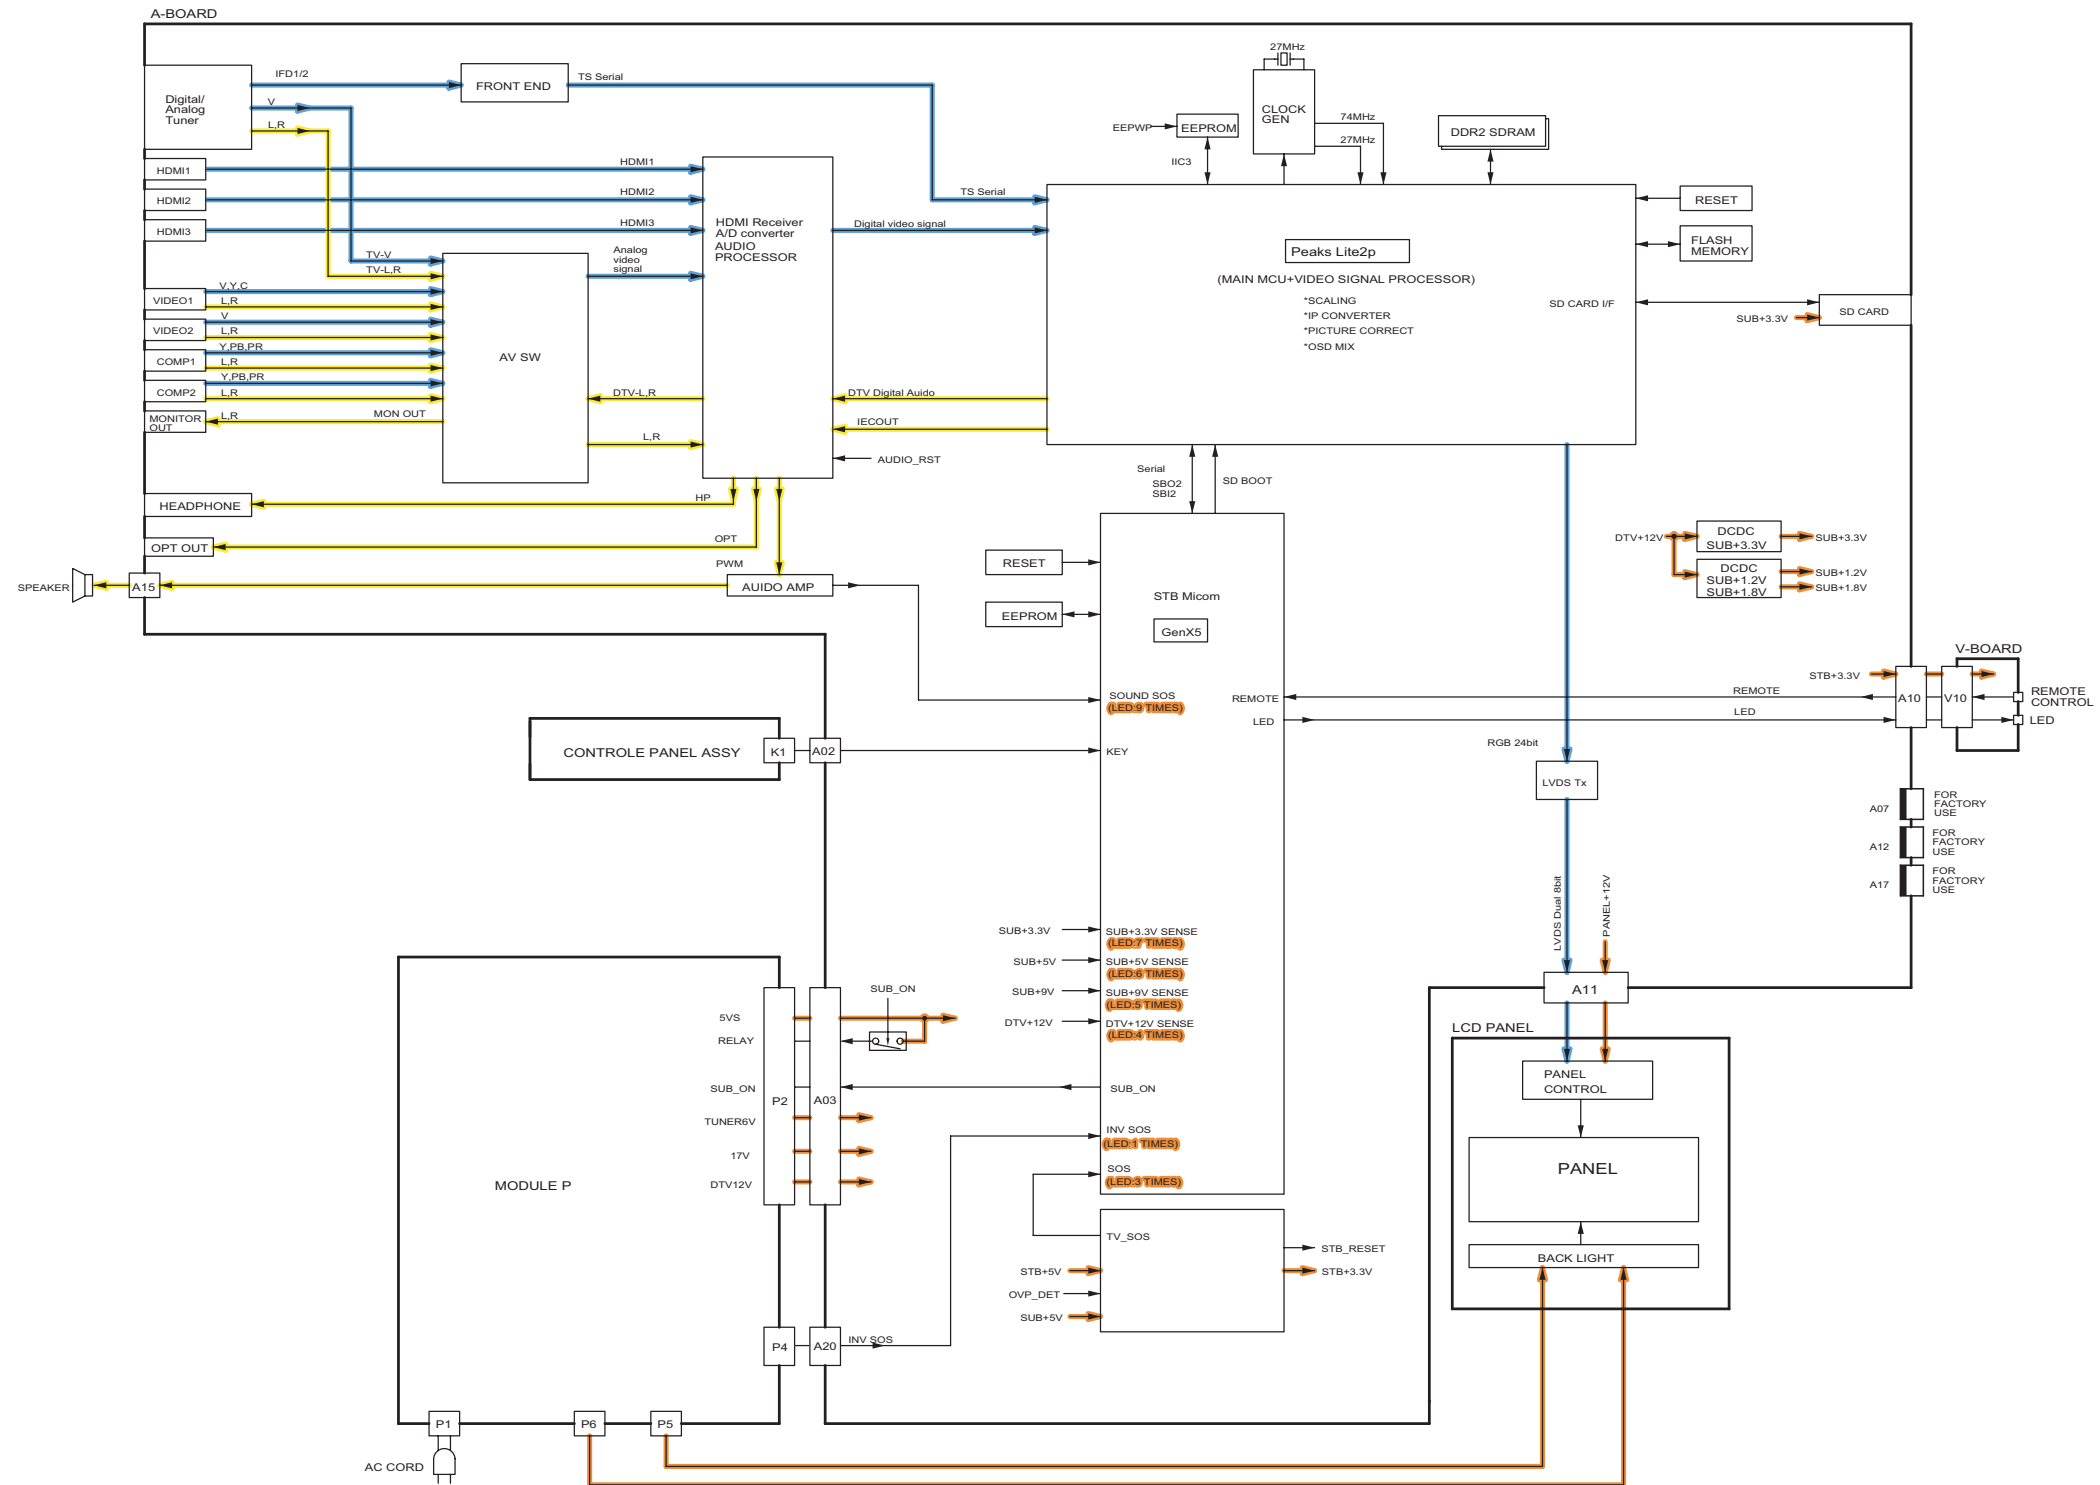 A-BOARD
Digital/
Analog
Tuner
IFD1/2
V
L,R
FRONT END
TS Serial
27MHz
CLOCK
GEN
74MHz
27MHz
EEPWP
EEPROM
IIC3
DDR2 SDRAM
HDMI1
HDMI2
HDMI3
HDMI1
HDMI2
HDMI3
TV-V
TV-L,R
HDMI Receiver
A/D converter
AUDIO
PROCESSOR
Analog
video
signal
TS Serial
Digital video signal
Peaks Lite2p
(MAIN MCU+VIDEO SIGNAL PROCESSOR)
*SCALING
*IP CONVERTER
*PICTURE CORRECT
*OSD MIX
RESET
FLASH
MEMORY
SD CARD I/F
SD CARD
SUB+3.3V
VIDEO1
V,Y,C
L,R
VIDEO2
V
L,R
COMP1
Y,PB,PR
L,R
COMP2
Y,PB,PR
L,R
MONITOR
OUT
L,R
MON OUT
AV SW
DTV-L,R
L,R
DTV Digital Auido
IECOUT
AUDIO_RST
HEADPHONE
HP
OPT OUT
OPT
SPEAKER
A15
PWM
AUIDO AMP
Serial
SBO2
SBI2
SD BOOT
RESET
EEPROM
STB Micom
GenX5
DTV+12V
DCDC
SUB+3.3V
SUB+3.3V
DCDC
SUB+1.2V
SUB+1.8V
SUB+1.2V
SUB+1.8V
V-BOARD
STB+3.3V
A10
V10
REMOTE
CONTROL
LED
SOUND SOS
(LED:9 TIMES)
REMOTE
REMOTE
LED
LED
CONTROLE PANEL ASSY
K1
A02
KEY
RGB 24bit
LVDS Tx
A07
FOR
FACTORY
USE
A12
FOR
FACTORY
USE
A17
FOR
FACTORY
USE
LVDS Dual 8bit
PANEL+12V
SUB+3.3V
SUB+3.3V SENSE
(LED:7 TIMES)
SUB+5V
SUB+5V SENSE
(LED:6 TIMES)
SUB+9V
SUB+9V SENSE
(LED:5 TIMES)
DTV+12V
DTV+12V SENSE
(LED:4 TIMES)
SUB_ON
5VS
RELAY
SUB_ON
P2
A03
SUB_ON
TUNER6V
17V
DTV12V
MODULE P
INV SOS
(LED:1 TIMES)
SOS
(LED:3 TIMES)
TV_SOS
STB+5V
OVP_DET
SUB+5V
STB_RESET
STB+3.3V
A11
LCD PANEL
PANEL
CONTROL
PANEL
BACK LIGHT
P4
A20
INV SOS
P1
P6
P5
AC CORD